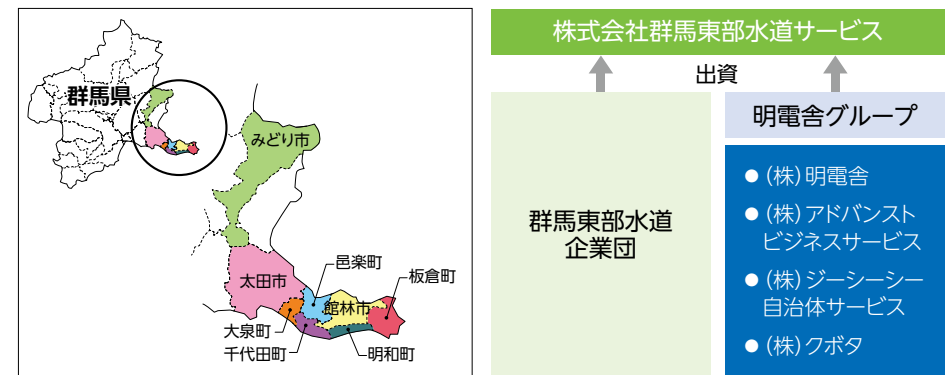 群馬県
みどり市
太田市
邑楽町
板倉町
館林市
大泉町
千代田町
明和町
株式会社群馬東部水道サービス
出資
群馬東部水道
企業団
明電舎グループ
● (株) 明電舎
● (株) アドバンスト
ビジネスサービス
● (株) ジーシーシー
自治体サービス
● (株) クボタ